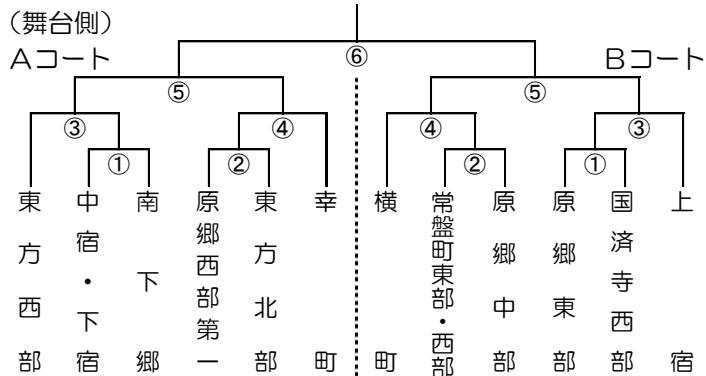 （舞台側）
Aコート
Bコート
⑥
⑤
⑤
③
④
④
③
①
②
②
①
東方西部
中宿・下宿
南下郷
原郷西部第一
東方北部
幸町
横町
常盤町東部・西部
原郷中部
原郷東部
国済寺西部
上宿